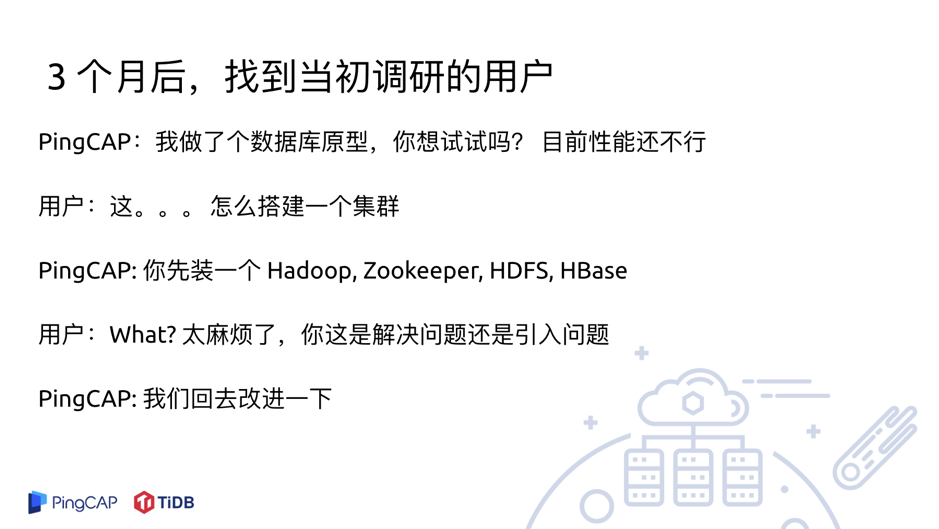 3 个月后，找到当初调研的用户
PingCAP：我做了个数据库原型，你想试试吗？ 目前性能还不行
用户：这。。。 怎么搭建一个集群
PingCAP: 你先装一个 Hadoop, Zookeeper, HDFS, HBase
用户：What? 太麻烦了，你这是解决问题还是引入问题
PingCAP: 我们回去改进一下
PingCAP TiDB